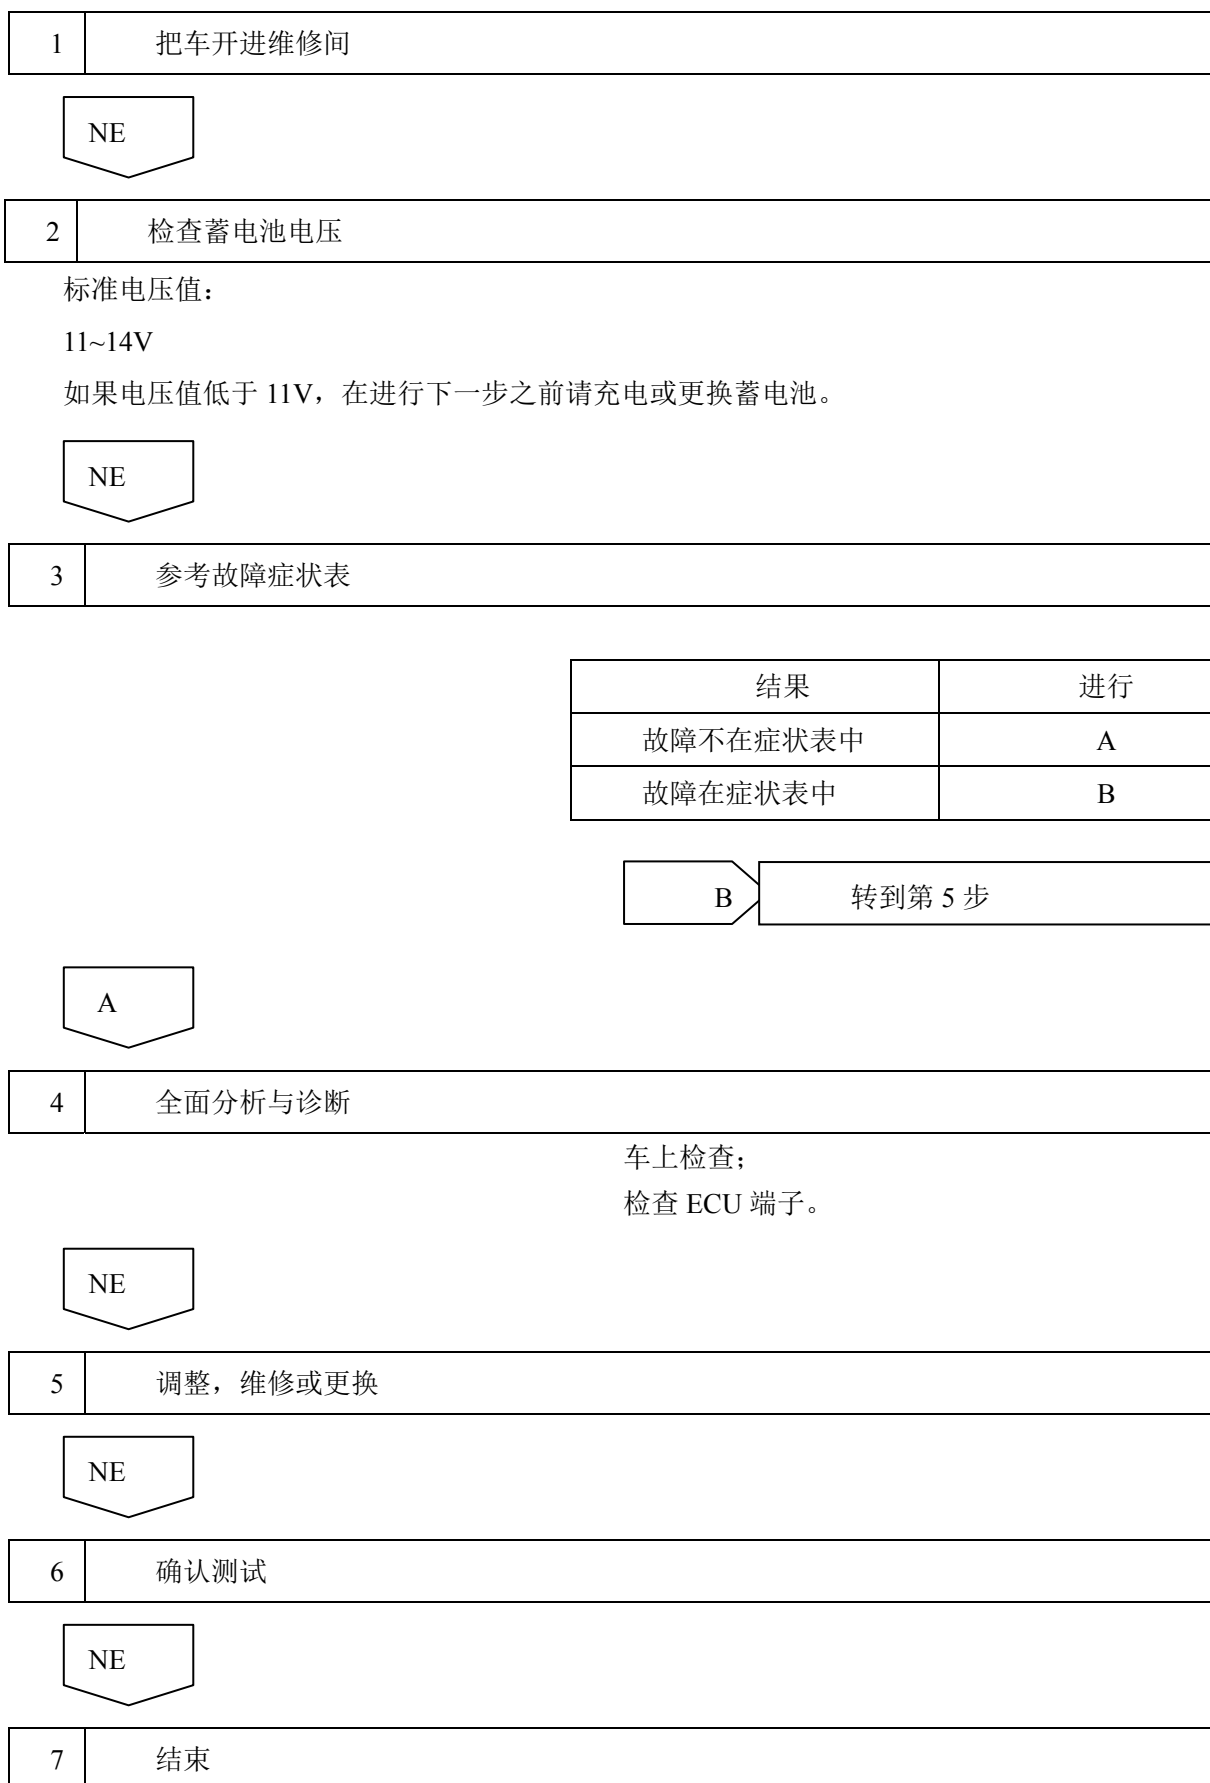 1 把车开进维修间
NE
2 检查蓄电池电压
标准电压值：
11~14V
如果电压值低于 11V，在进行下一步之前请充电或更换蓄电池。
NE
3 参考故障症状表
结果 进行
故障不在症状表中 A
故障在症状表中 B
B 转到第 5 步
A
4 全面分析与诊断
车上检查；
检查 ECU 端子。
NE
5 调整，维修或更换
NE
6 确认测试
NE
7 结束